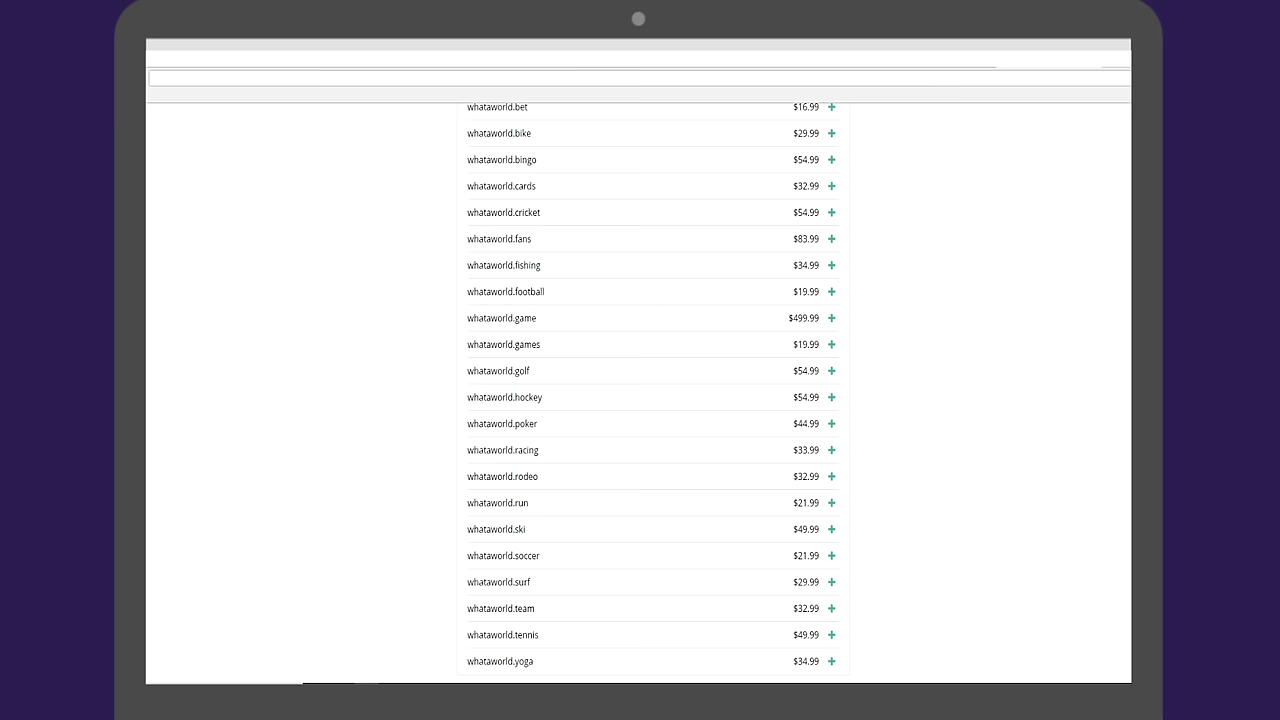 whataworld.bet $16.99 +
whataworld.bike $29.99 +
whataworld.bingo $54.99 +
whataworld.cards $32.99 +
whataworld.cricket $54.99 +
whataworld.fans $83.99 +
whataworld.fishing $34.99 +
whataworld.football $19.99 +
whataworld.game $499.99 +
whataworld.games $19.99 +
whataworld.golf $54.99 +
whataworld.hockey $54.99 +
whataworld.poker $44.99 +
whataworld.racing $33.99 +
whataworld.rodeo $32.99 +
whataworld.run $21.99 +
whataworld.ski $49.99 +
whataworld.soccer $21.99 +
whataworld.surf $29.99 +
whataworld.team $32.99 +
whataworld.tennis $49.99 +
whataworld.yoga $34.99 +